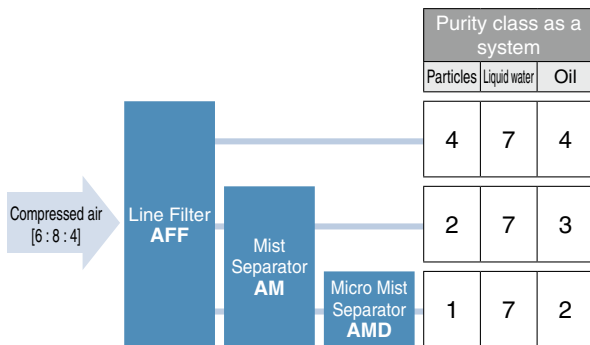 Purity class as a
system
Particles Liquid water Oil
4 7 4
Compressed air
[6 : 8 : 4]
Line Filter
AFF
2 7 3
Mist
Separator
AM
Micro Mist
Separator
AMD
1 7 2